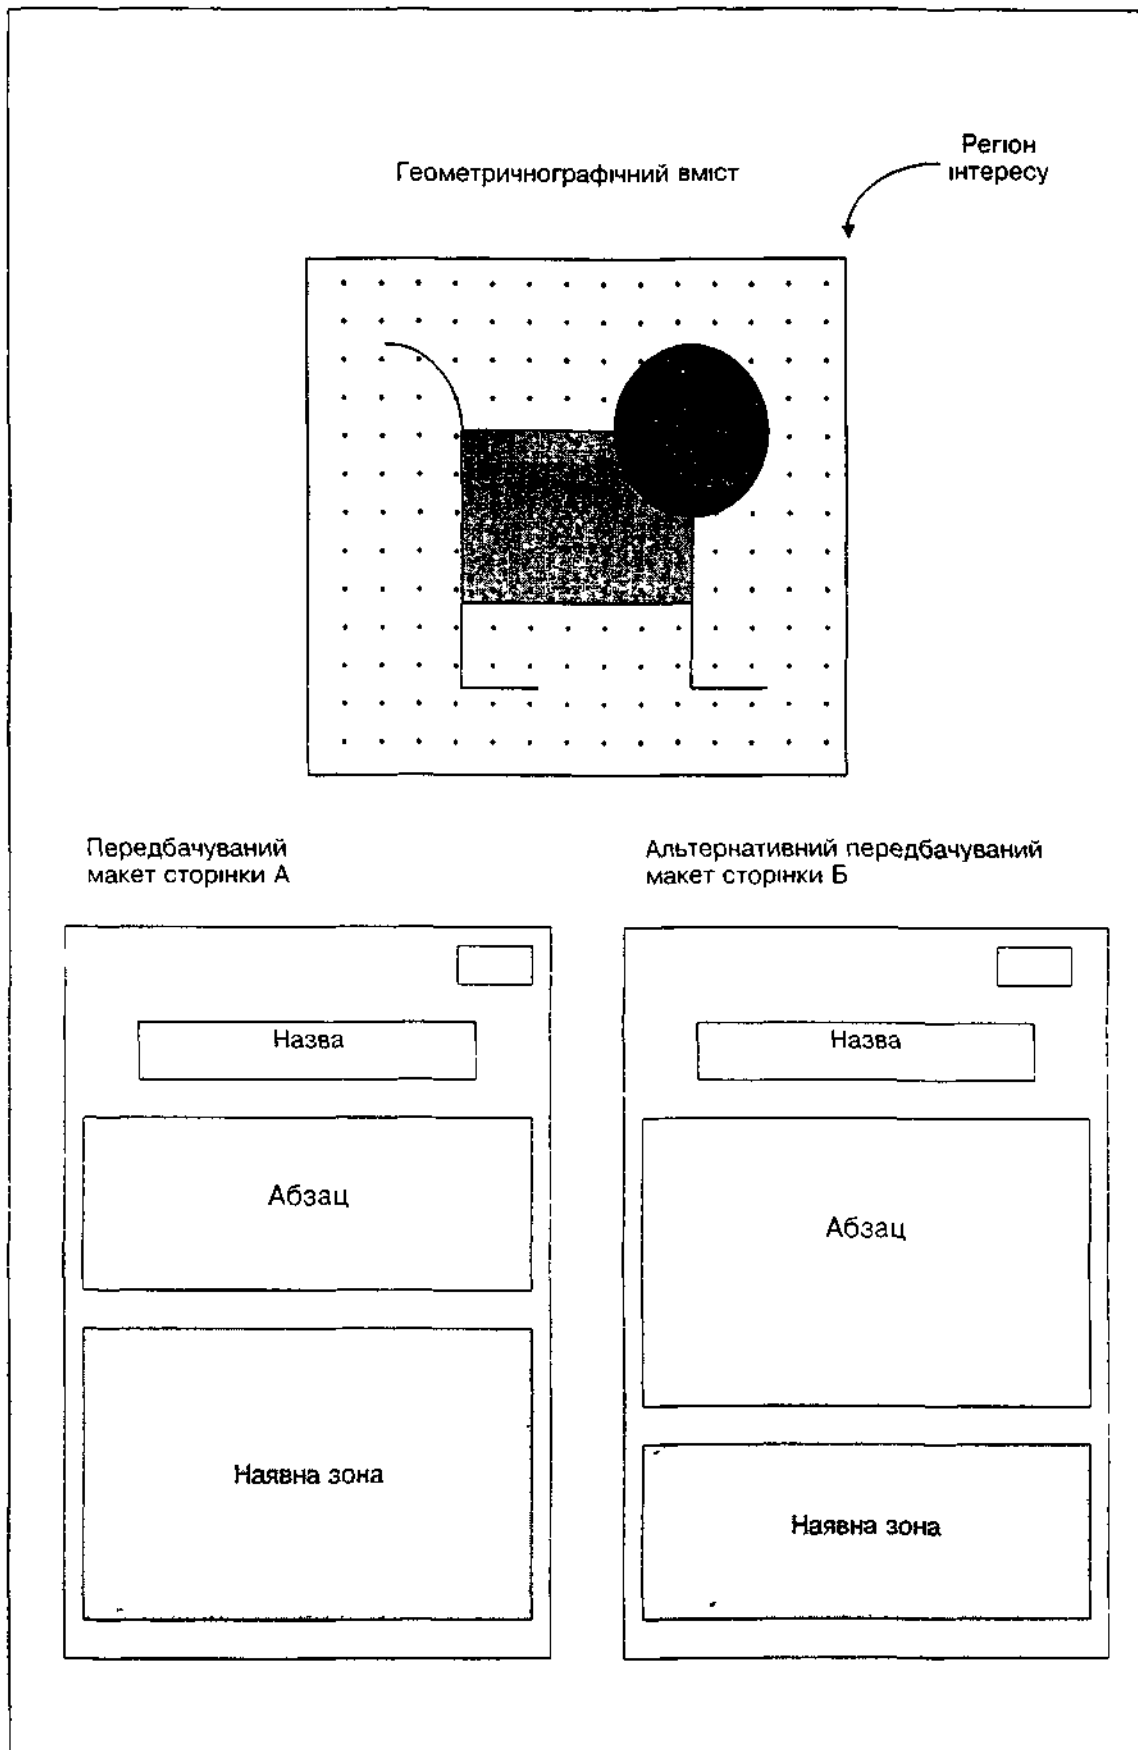 Геометричнографічний вміст
Регіон
інтересу
Передбачуваний
макет сторінки А
Альтернативний передбачуваний
макет сторінки Б
Назва
Абзац
Наявна зона
Назва
Абзац
Наявна зона